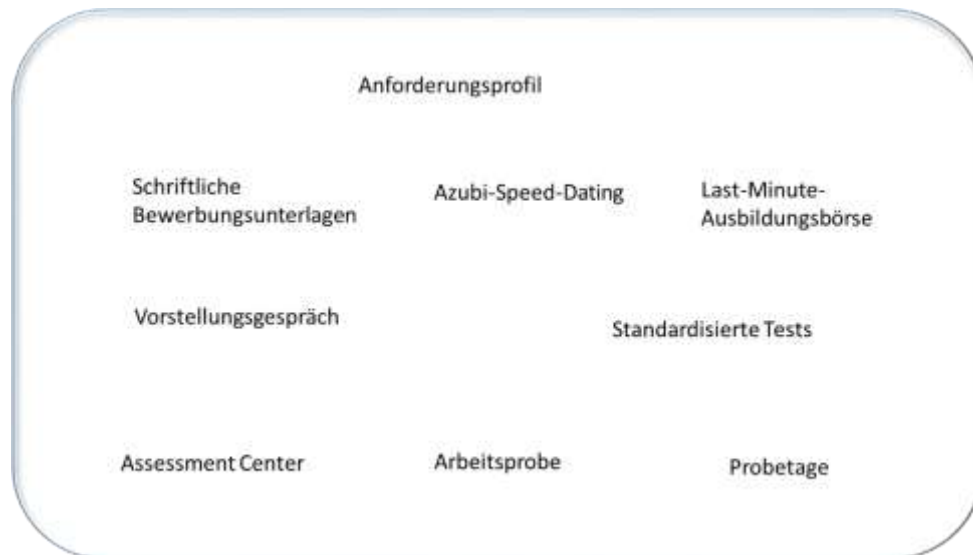 Anforderungsprofil
Schriftliche
Bewerbungsunterlagen
Azubi-Speed-Dating
Last-Minute-
Ausbildungsbörse
Vorstellungsgespräch
Standardisierte Tests
Assessment Center
Arbeitsprobe
Probetage